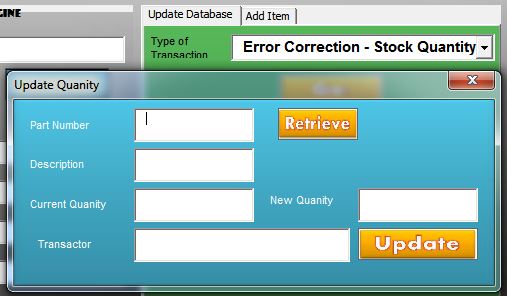 GINE
Update Database
Add Item
Type of
Transaction
Error Correction - Stock Quantity
Update Quanity
Part Number
Retrieve
Description
Current Quanity
New Quanity
Transactor
Update